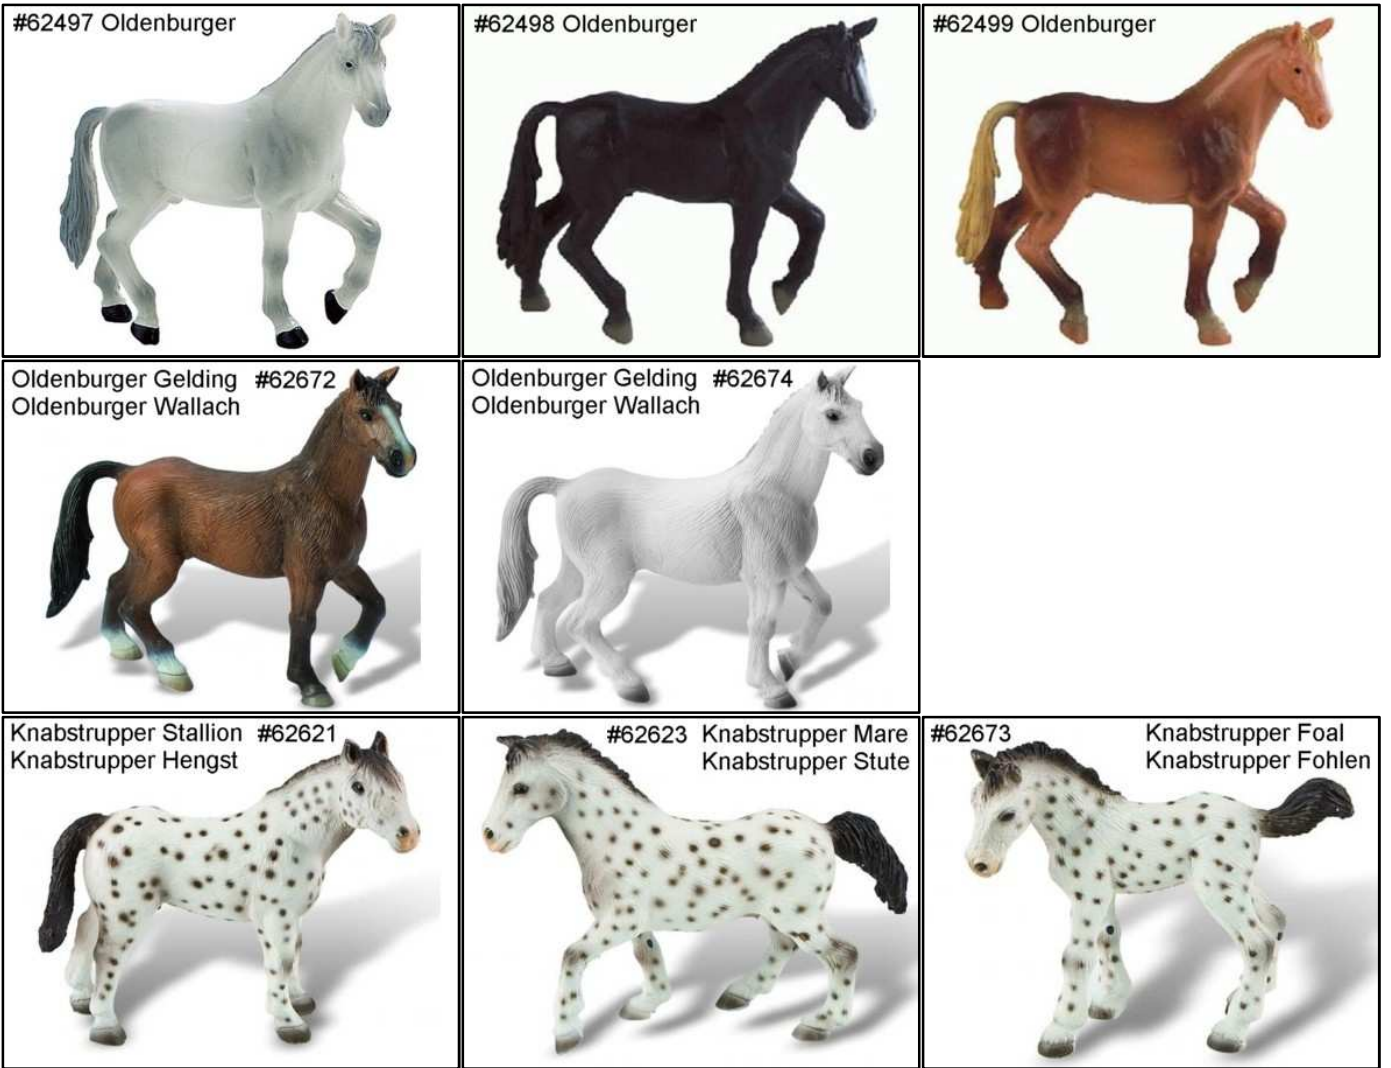 #62497 Oldenburger
#62498 Oldenburger
#62499 Oldenburger
Oldenburger Gelding #62672
Oldenburger Wallach
Oldenburger Gelding #62674
Oldenburger Wallach
Knabstrupper Stallion #62621
Knabstrupper Hengst
#62623 Knabstrupper Mare
Knabstrupper Stute
#62673 Knabstrupper Foal
Knabstrupper Fohlen